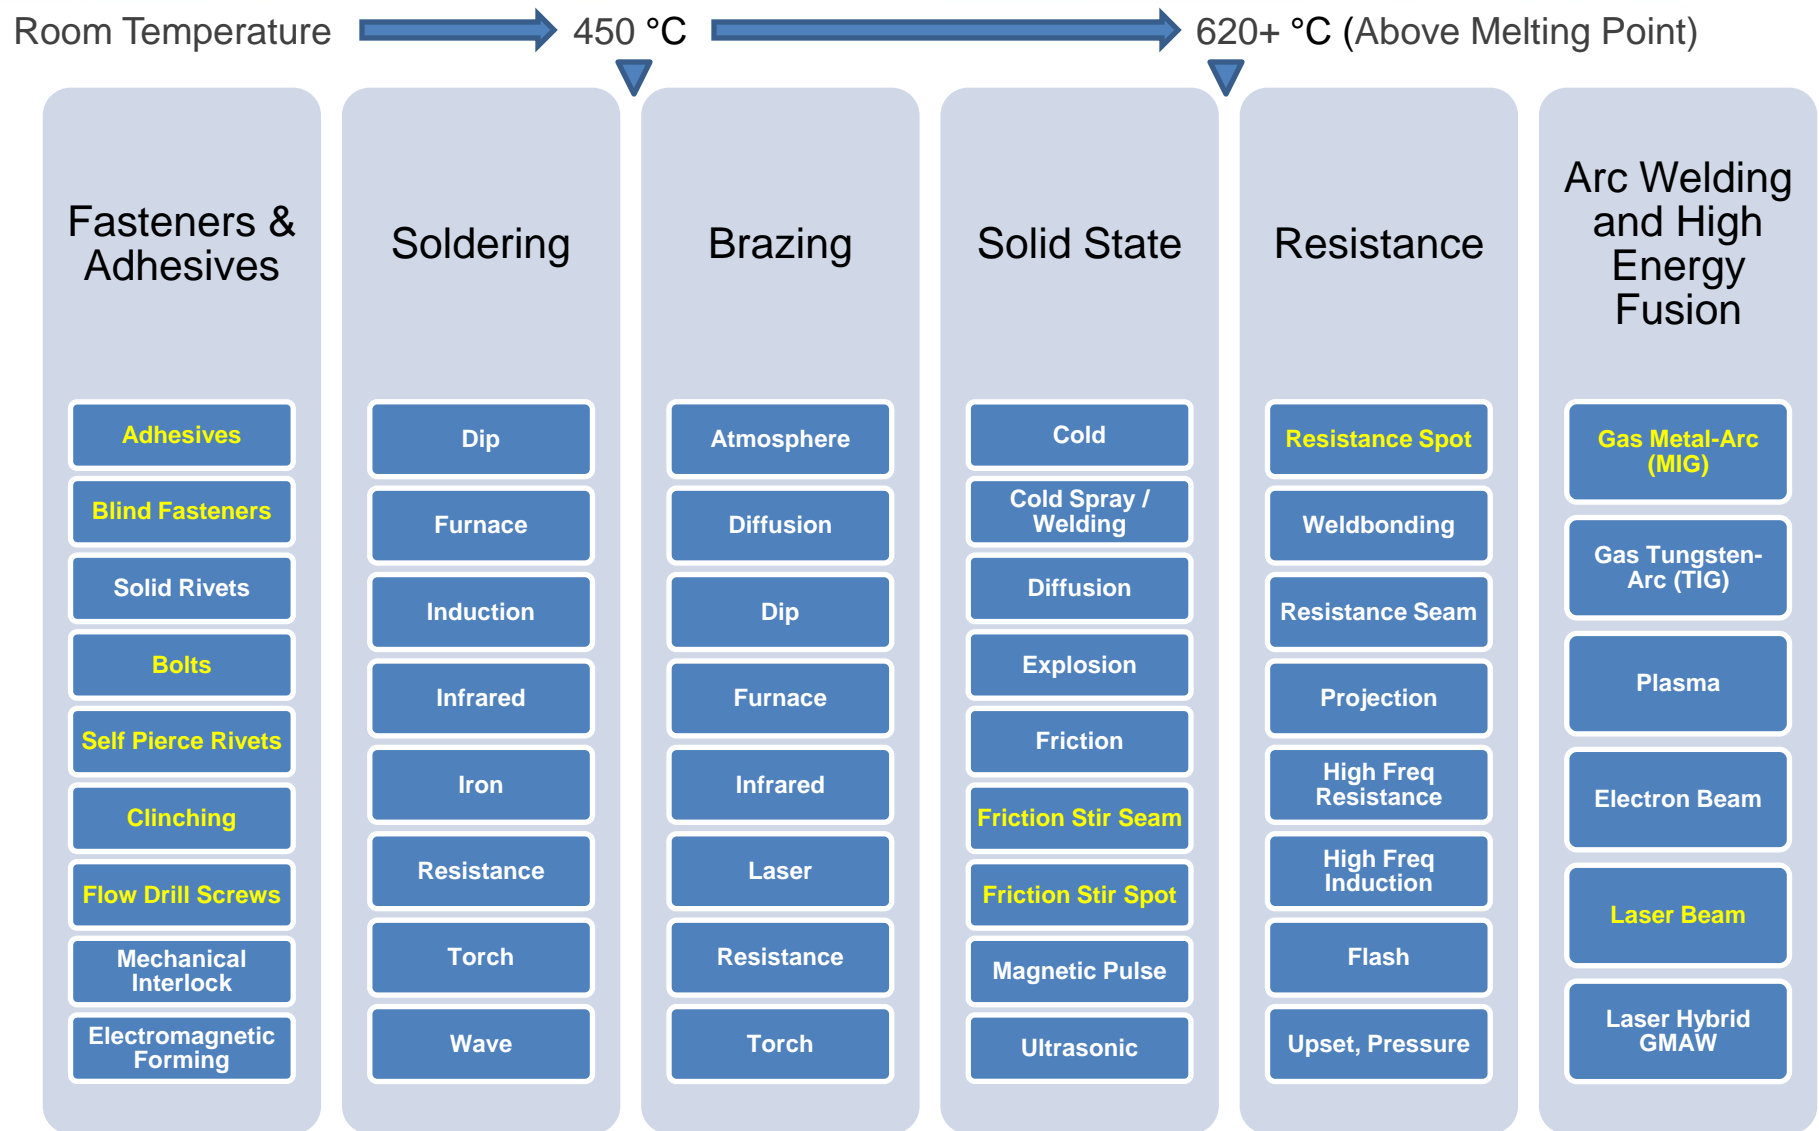 Room Temperature
450 °C
620+ °C (Above Melting Point)
Fasteners &
Adhesives
Adhesives
Blind Fasteners
Solid Rivets
Bolts
Self Pierce Rivets
Clinching
Flow Drill Screws
Mechanical
Interlock
Electromagnetic
Forming
Soldering
Dip
Furnace
Induction
Infrared
Iron
Resistance
Torch
Wave
Brazing
Atmosphere
Diffusion
Dip
Furnace
Infrared
Laser
Resistance
Torch
Solid State
Cold
Cold Spray /
Welding
Diffusion
Explosion
Friction
Friction Stir Seam
Friction Stir Spot
Magnetic Pulse
Ultrasonic
Resistance
Resistance Spot
Weldbonding
Resistance Seam
Projection
High Freq
Resistance
High Freq
Induction
Flash
Upset, Pressure
Arc Welding
and High
Energy
Fusion
Gas Metal-Arc
(MIG)
Gas Tungsten-
Arc (TIG)
Plasma
Electron Beam
Laser Beam
Laser Hybrid
GMAW